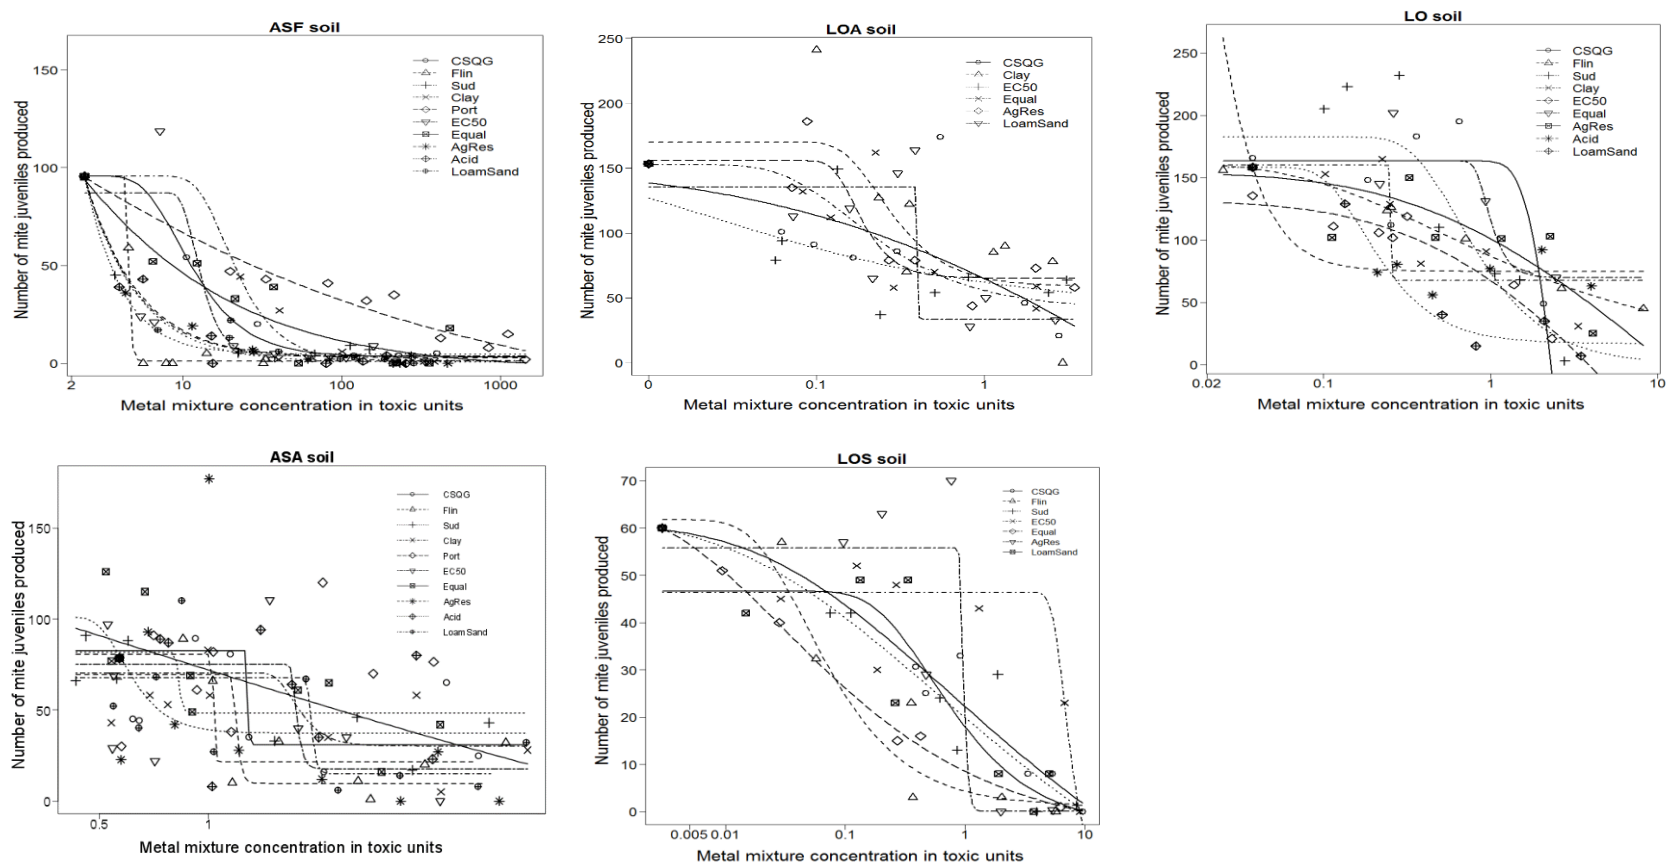 ASF soil
Number of mite juveniles produced
150
100
50
0
2
10
100
1000
Metal mixture concentration in toxic units
CSQG
Flin
Sud
Clay
Port
EC50
Equal
AgRes
Acid
LoamSand
LOA soil
Number of mite juveniles produced
250
200
150
100
50
0
0
0.1
1
Metal mixture concentration in toxic units
CSQG
Clay
EC50
Equal
AgRes
LoamSand
LO soil
Number of mite juveniles produced
250
200
150
100
50
0
0.02
0.1
1
10
Metal mixture concentration in toxic units
CSQG
Flin
Sud
Clay
EC50
Equal
AgRes
Acid
LoamSand
ASA soil
Number of mite juveniles produced
150
100
50
0
0.5
1
Metal mixture concentration in toxic units
CSQG
Flin
Sud
Clay
Port
EC50
Equal
AgRes
Acid
LoamSand
LOS soil
Number of mite juveniles produced
70
60
50
40
30
20
10
0
0.005
0.01
0.1
1
10
Metal mixture concentration in toxic units
CSQG
Flin
Sud
EC50
Equal
AgRes
LoamSand